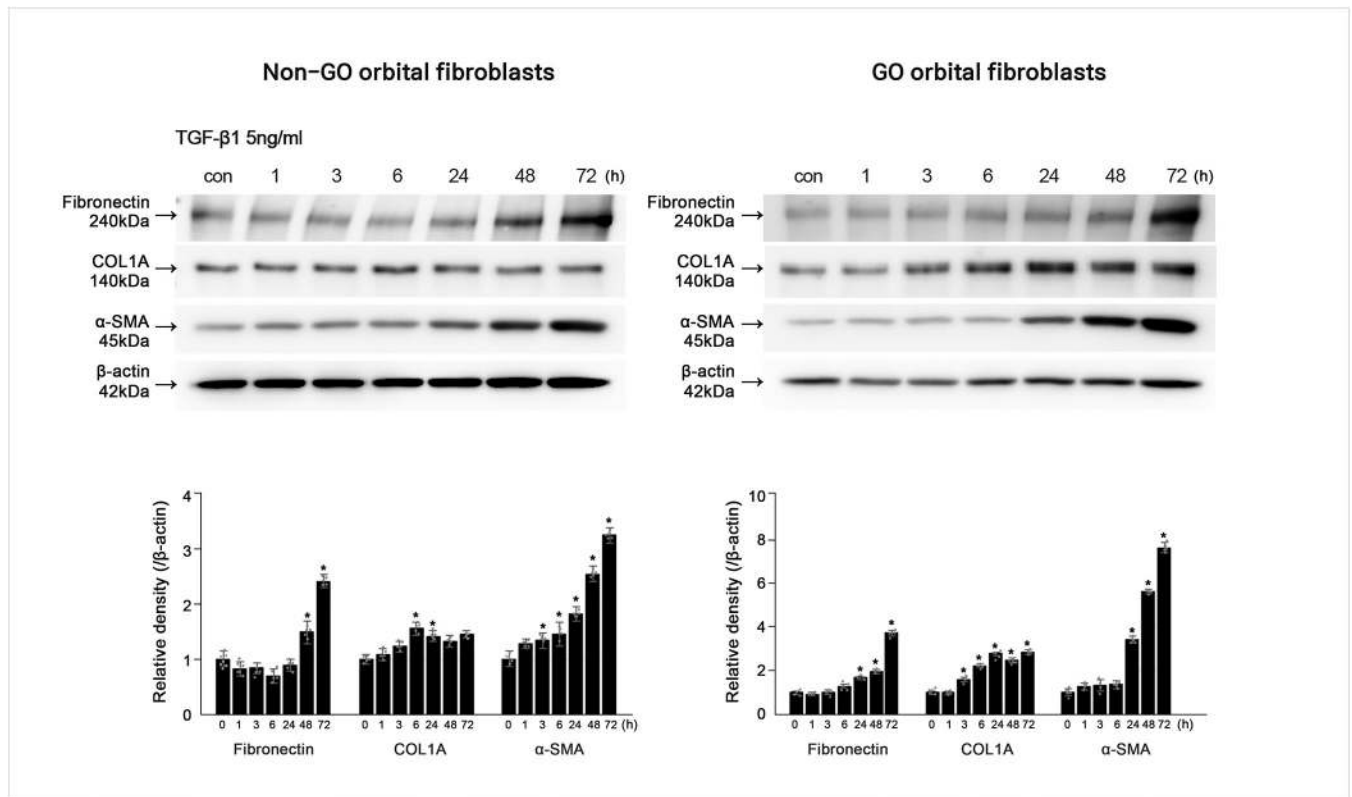 Non-GO orbital fibroblasts
TGF-β1 5ng/ml
con 1 3 6 24 48 72 (h)
Fibronectin
240kDa →
COL1A
140kDa →
α-SMA
45kDa →
β-actin
42kDa →
GO orbital fibroblasts
con 1 3 6 24 48 72 (h)
Fibronectin
240kDa →
COL1A
140kDa →
α-SMA
45kDa →
β-actin
42kDa →
Relative density (/β-actin)
4
3
2
1
0
* * * * * * * * *
0 1 3 6 24 48 72 0 1 3 6 24 48 72 0 1 3 6 24 48 72 (h)
Fibronectin COL1A α-SMA
Relative density (/β-actin)
10
8
6
4
2
0
* * * * * * * * * * *
0 1 3 6 24 48 72 0 1 3 6 24 48 72 0 1 3 6 24 48 72 (h)
Fibronectin COL1A α-SMA